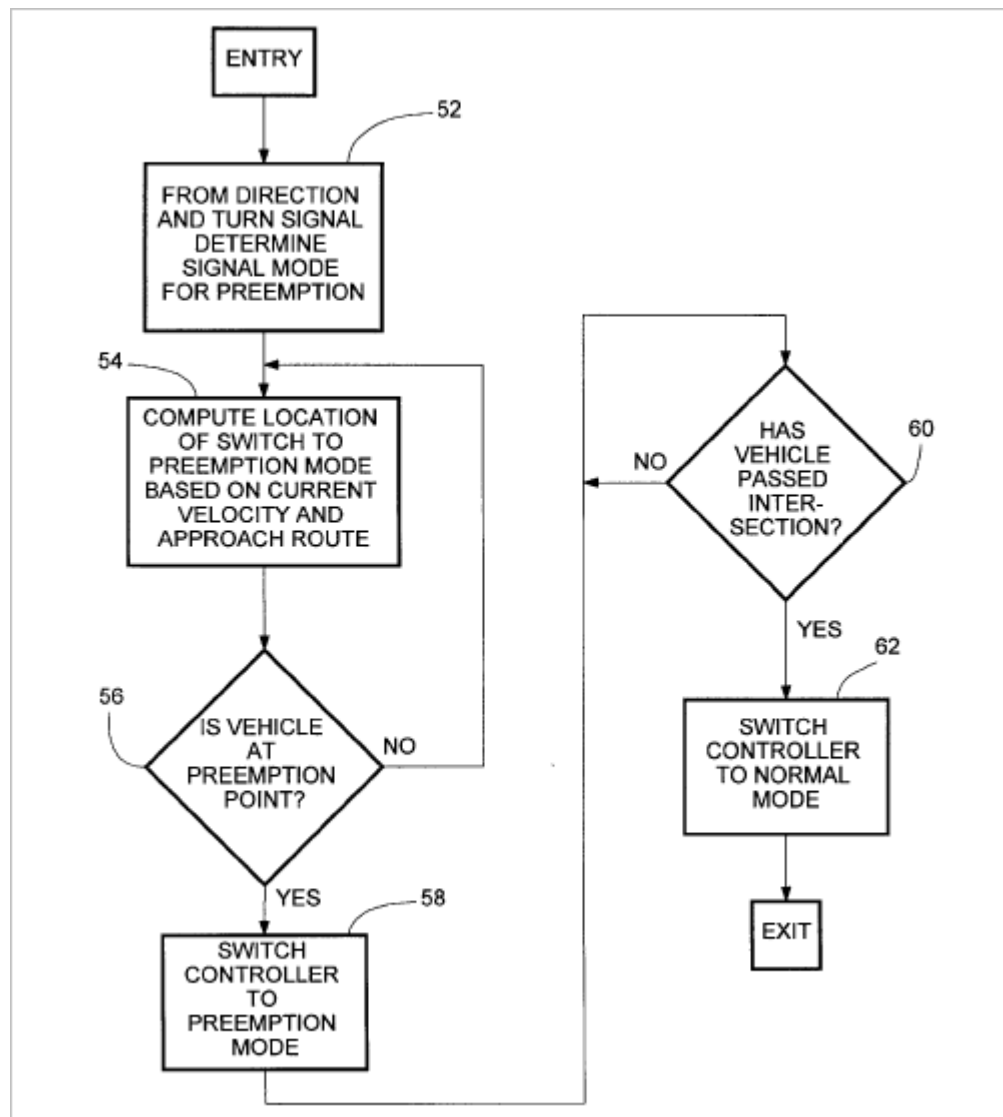 ENTRY
52
FROM DIRECTION
AND TURN SIGNAL
DETERMINE
SIGNAL MODE
FOR PREEMPTION
54
COMPUTE LOCATION
OF SWITCH TO
PREEMPTION MODE
BASED ON CURRENT
VELOCITY AND
APPROACH ROUTE
56
IS VEHICLE
AT
PREEMPTION
POINT?
NO
YES
58
SWITCH
CONTROLLER
TO
PREEMPTION
MODE
60
HAS
VEHICLE
PASSED
INTER-
SECTION?
NO
YES
62
SWITCH
CONTROLLER
TO NORMAL
MODE
EXIT